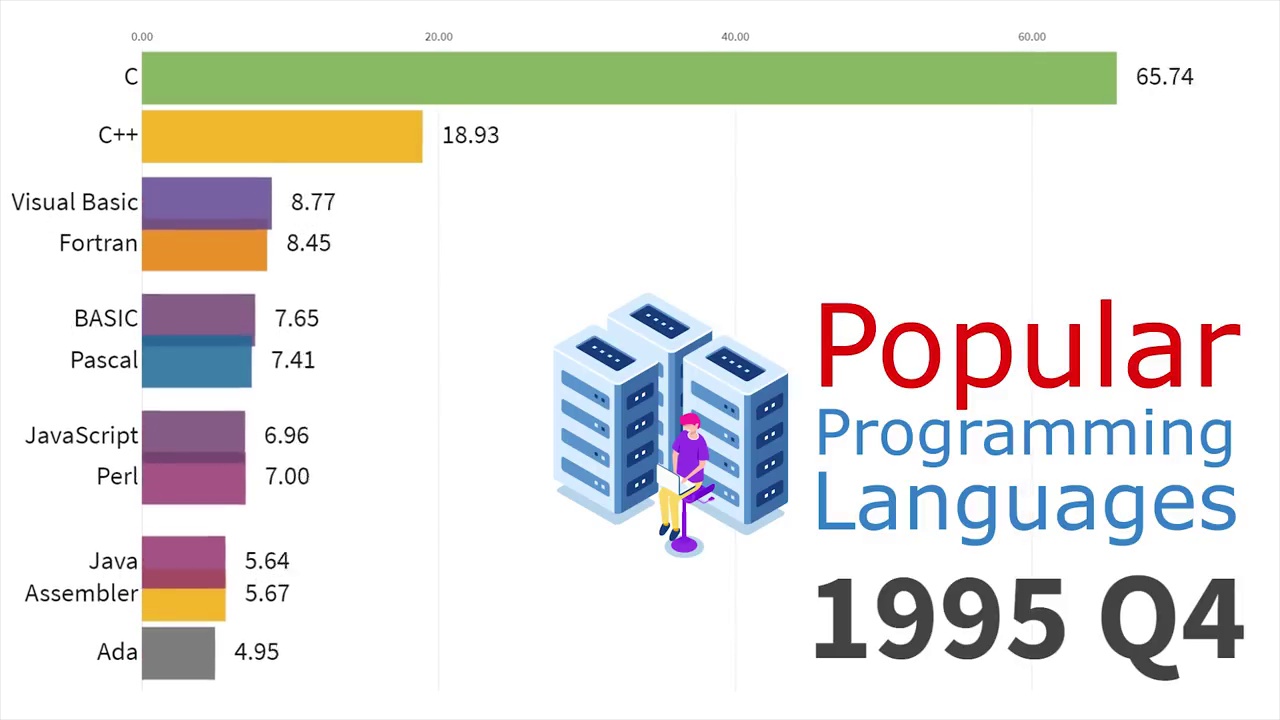 0.00 20.00 40.00 60.00
C 65.74
C++ 18.93
Visual Basic 8.77
Fortran 8.45
BASIC 7.65
Pascal 7.41
JavaScript 6.96
Perl 7.00
Java 5.64
Assembler 5.67
Ada 4.95
Popular
Programming
Languages
1995 Q4